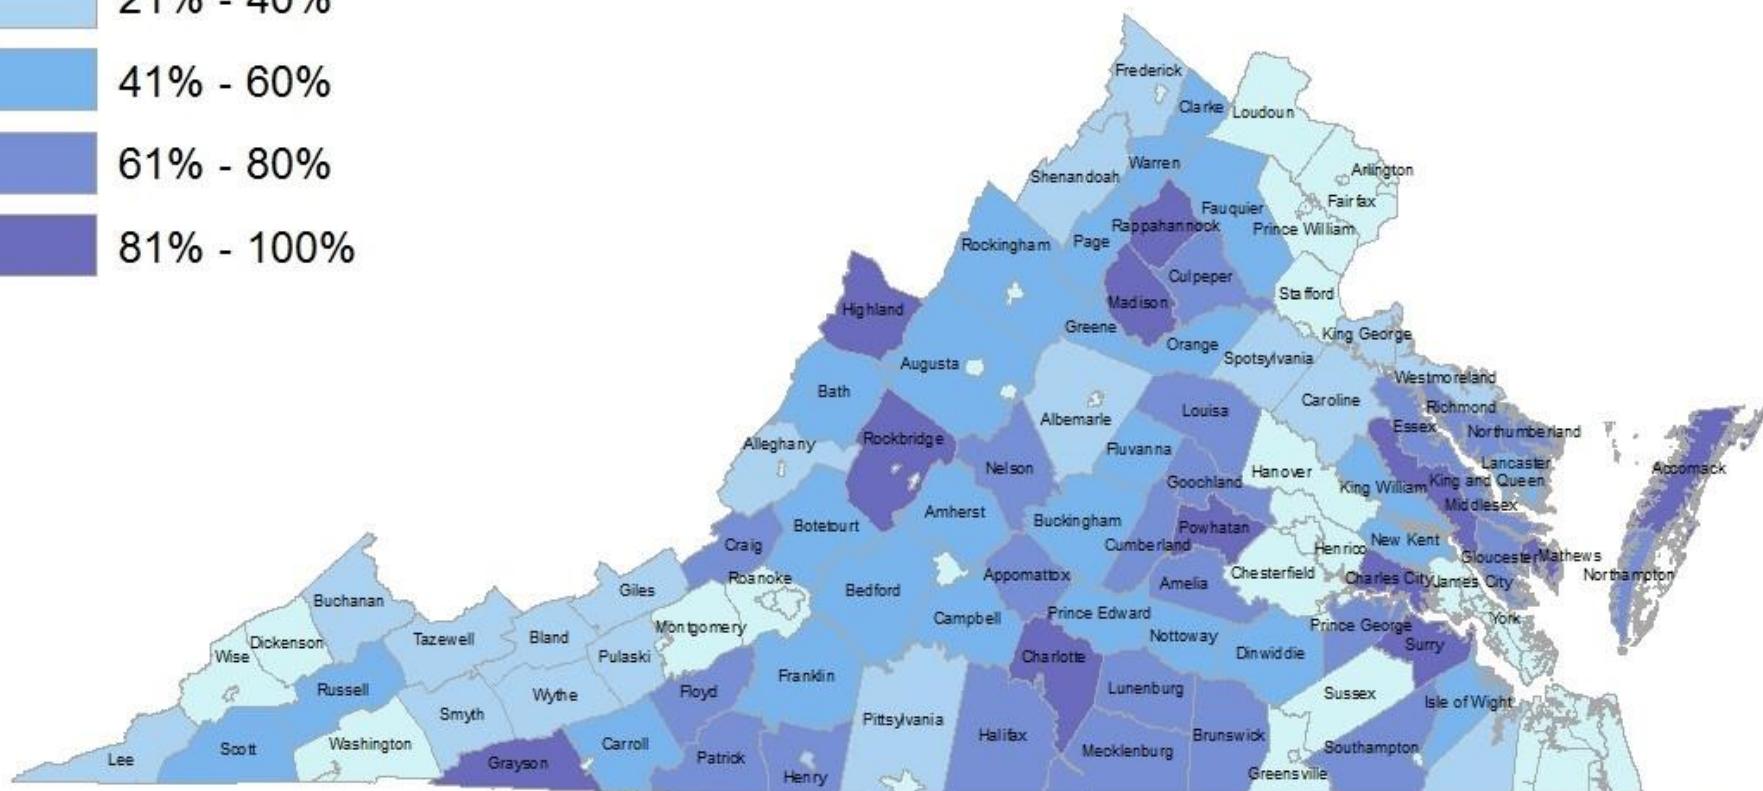 21% - 40%
41% - 60%
61% - 80%
81% - 100%
Frederick
Clarke
Loudoun
Warren
Shenandoah
Arlington
Fairfax
Fauquier
Rappahannock
Prince William
Page
Rockingham
Culpeper
Stafford
Madison
Highland
Greene
King George
Orange
Spotsylvania
Augusta
Westmoreland
Bath
Caroline
Richmond
Louisa
Albemarle
Essex
Northumberland
Rockbridge
Alleghany
Fluvanna
Lancaster
Accomack
Nelson
Hanover
Goochland
King William
King and Queen
Middlesex
Amherst
Buckingham
Botetourt
Powhatan
New Kent
Craig
Cumberland
Henrico
Gloucester
Mathews
Roanoke
Appomattox
Chesterfield
Charles City
James City
Northampton
Amelia
Giles
Bedford
Buchanan
Prince Edward
Campbell
York
Montgomery
Prince George
Nottoway
Tazewell
Bland
Dickenson
Surry
Wise
Pulaski
Charlotte
Dinwiddie
Franklin
Russell
Wythe
Floyd
Lunenburg
Sussex
Isle of Wight
Smyth
Pittsylvania
Halifax
Brunswick
Washington
Carroll
Scott
Southampton
Mecklenburg
Patrick
Lee
Grayson
Henry
Greensville